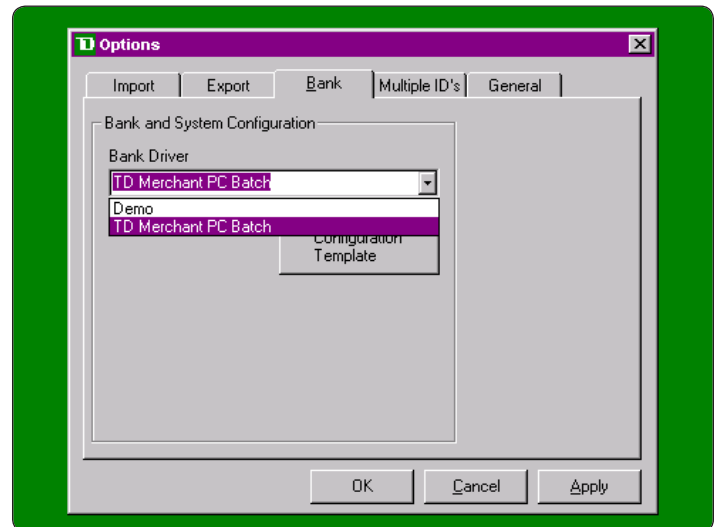 TD Options
Import Export Bank Multiple ID's General
Bank and System Configuration
Bank Driver
TD Merchant PC Batch
Demo
TD Merchant PC Batch
Configuration
Template
OK Cancel Apply